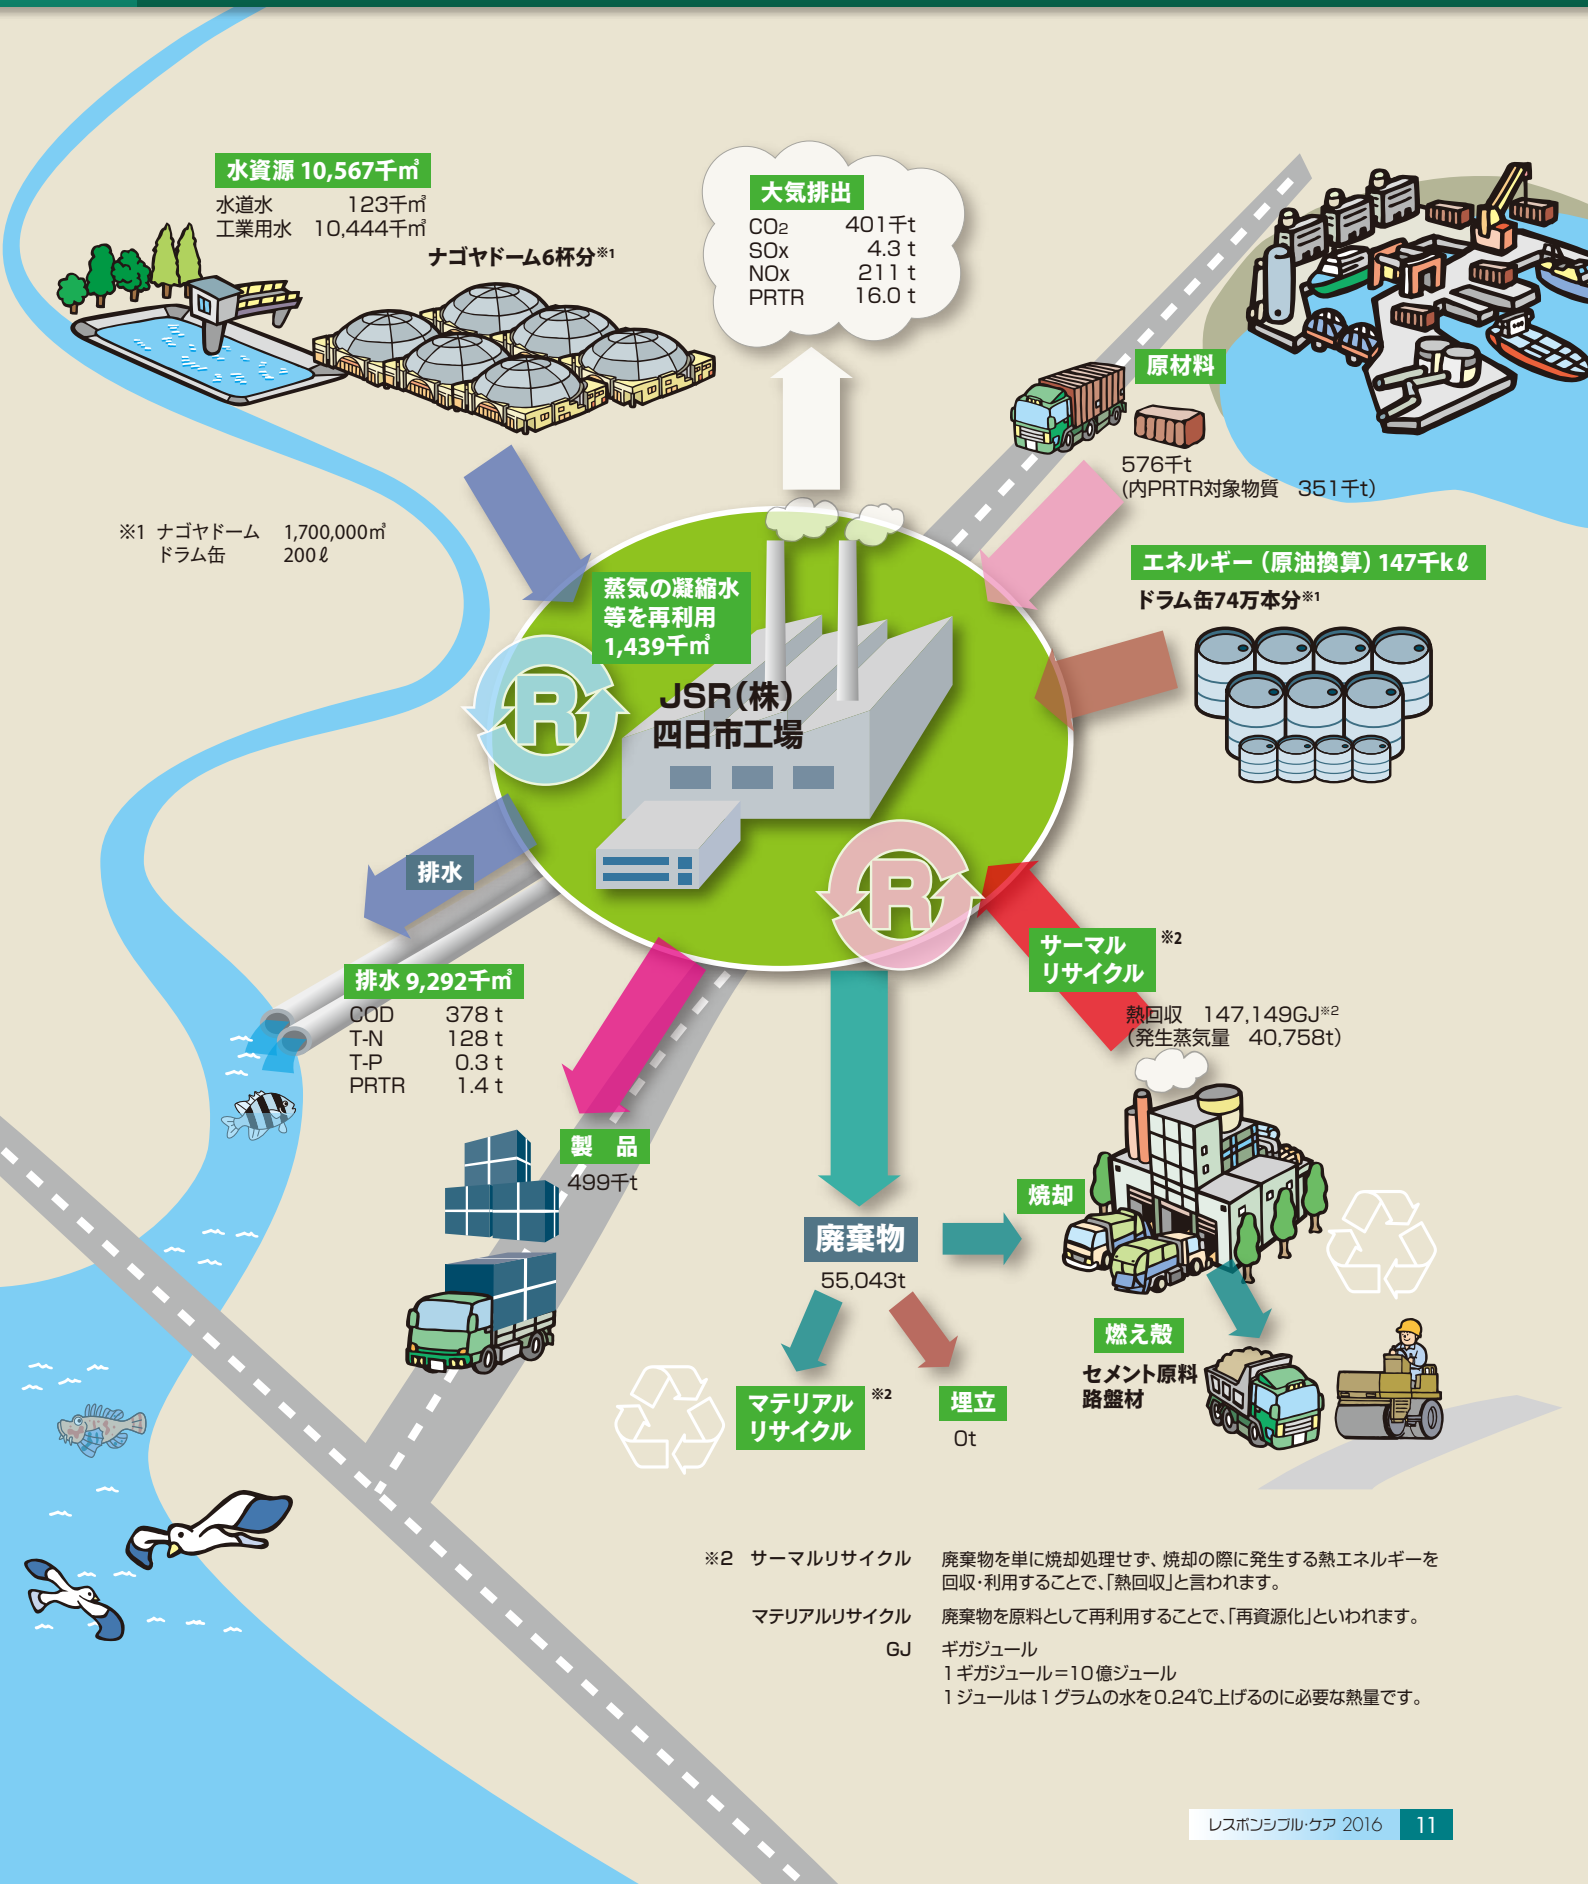 水資源 10,567千㎥
水道水 123千㎥
工業用水 10,444千㎥
ナゴヤドーム6杯分※1
※1 ナゴヤドーム 1,700,000㎥
ドラム缶 200ℓ
大気排出
CO2 401千t
SOx 4.3 t
NOx 211 t
PRTR 16.0 t
原材料
576千t
(内PRTR対象物質 351千t)
エネルギー（原油換算）147千kℓ
ドラム缶74万本分※1
蒸気の凝縮水
等を再利用
1,439千㎥
R
JSR（株）
四日市工場
R
排水
排水 9,292千㎥
COD 378 t
T-N 128 t
T-P 0.3 t
PRTR 1.4 t
製　品
499千t
サーマル
リサイクル
※2
熱回収 147,149GJ※2
(発生蒸気量 40,758t)
廃棄物
55,043t
焼却
燃え殻
セメント原料
路盤材
マテリアル
リサイクル
※2
埋立
0t
※2 サーマルリサイクル 廃棄物を単に焼却処理せず、焼却の際に発生する熱エネルギーを
回収・利用することで、「熱回収」と言われます。
マテリアルリサイクル 廃棄物を原料として再利用することで、「再資源化」といわれます。
GJ ギガジュール
1ギガジュール＝10億ジュール
1ジュールは1グラムの水を0.24℃上げるのに必要な熱量です。
レスポンシブル・ケア 2016 11